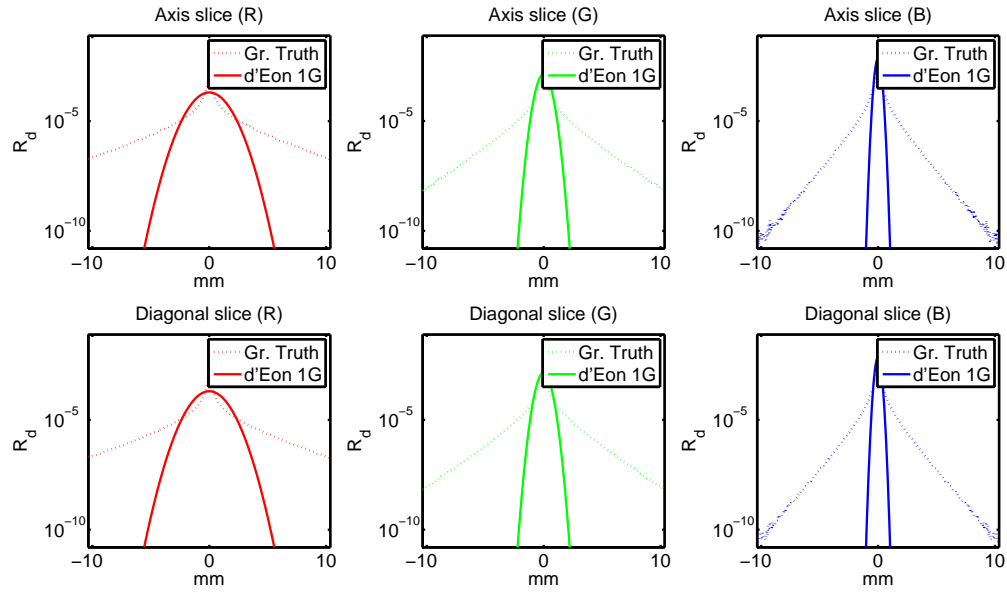 Axis slice (R)
Gr. Truth
d'Eon 1G
R_d
10^−5
10^−10
−10 0 10
mm
Axis slice (G)
Gr. Truth
d'Eon 1G
R_d
10^−5
10^−10
−10 0 10
mm
Axis slice (B)
Gr. Truth
d'Eon 1G
R_d
10^−5
10^−10
−10 0 10
mm
Diagonal slice (R)
Gr. Truth
d'Eon 1G
R_d
10^−5
10^−10
−10 0 10
mm
Diagonal slice (G)
Gr. Truth
d'Eon 1G
R_d
10^−5
10^−10
−10 0 10
mm
Diagonal slice (B)
Gr. Truth
d'Eon 1G
R_d
10^−5
10^−10
−10 0 10
mm